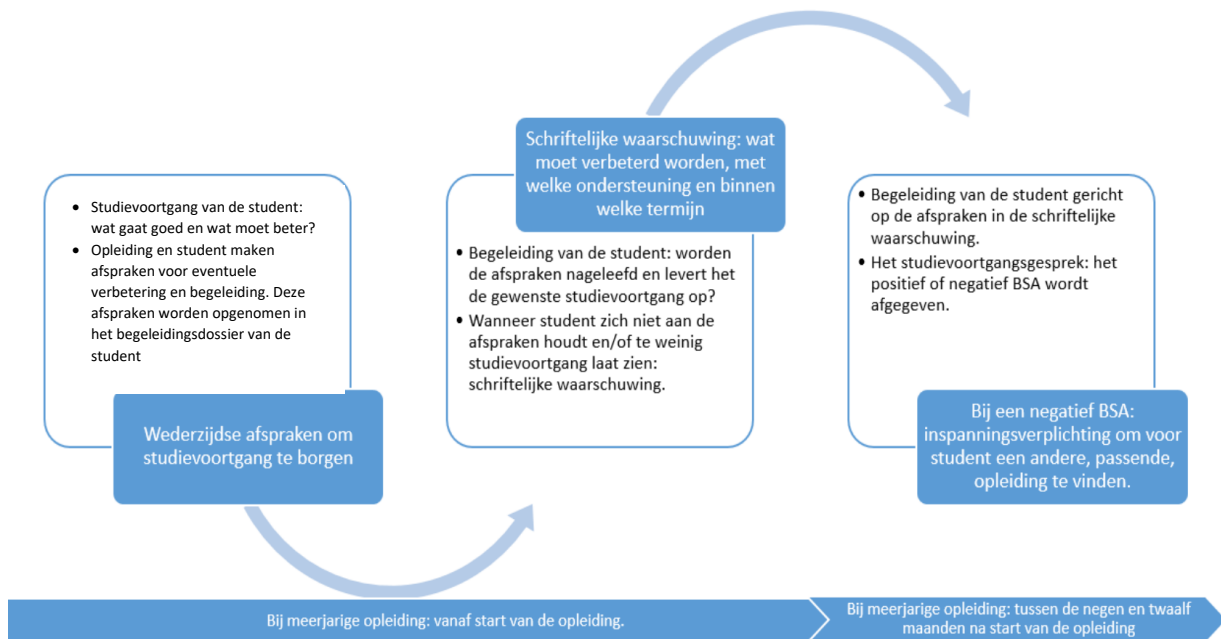 • Studievoortgang van de student:
wat gaat goed en wat moet beter?
• Opleiding en student maken
afspraken voor eventuele
verbetering en begeleiding. Deze
afspraken worden opgenomen in
het begeleidingsdossier van de
student
Wederzijdse afspraken om
studievoortgang te borgen
Schriftelijke waarschuwing: wat
moet verbeterd worden, met
welke ondersteuning en binnen
welke termijn
• Begeleiding van de student: worden
de afspraken nageleefd en levert het
de gewenste studievoortgang op?
• Wanneer student zich niet aan de
afspraken houdt en/of te weinig
studievoortgang laat zien:
schriftelijke waarschuwing.
• Begeleiding van de student gericht
op de afspraken in de schriftelijke
waarschuwing.
• Het studievoortgangsgesprek: het
positief of negatief BSA wordt
afgegeven.
Bij een negatief BSA:
inspanningsverplichting om voor
student een andere, passende,
opleiding te vinden.
Bij meerjarige opleiding: vanaf start van de opleiding.
Bij meerjarige opleiding: tussen de negen en twaalf
maanden na start van de opleiding